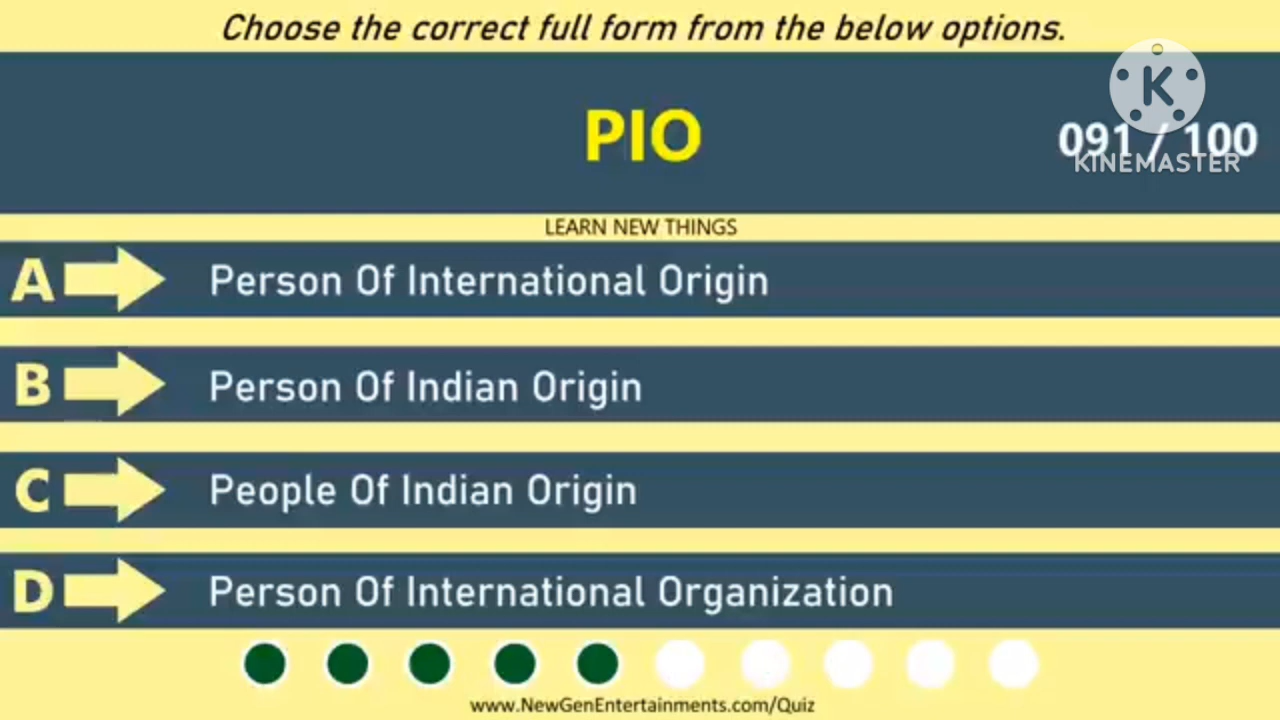 Choose the correct full form from the below options.
PIO
091 / 100
K
KINEMASTER
LEARN NEW THINGS
A Person Of International Origin
B Person Of Indian Origin
C People Of Indian Origin
D Person Of International Organization
www.NewGenEntertainments.com/Quiz